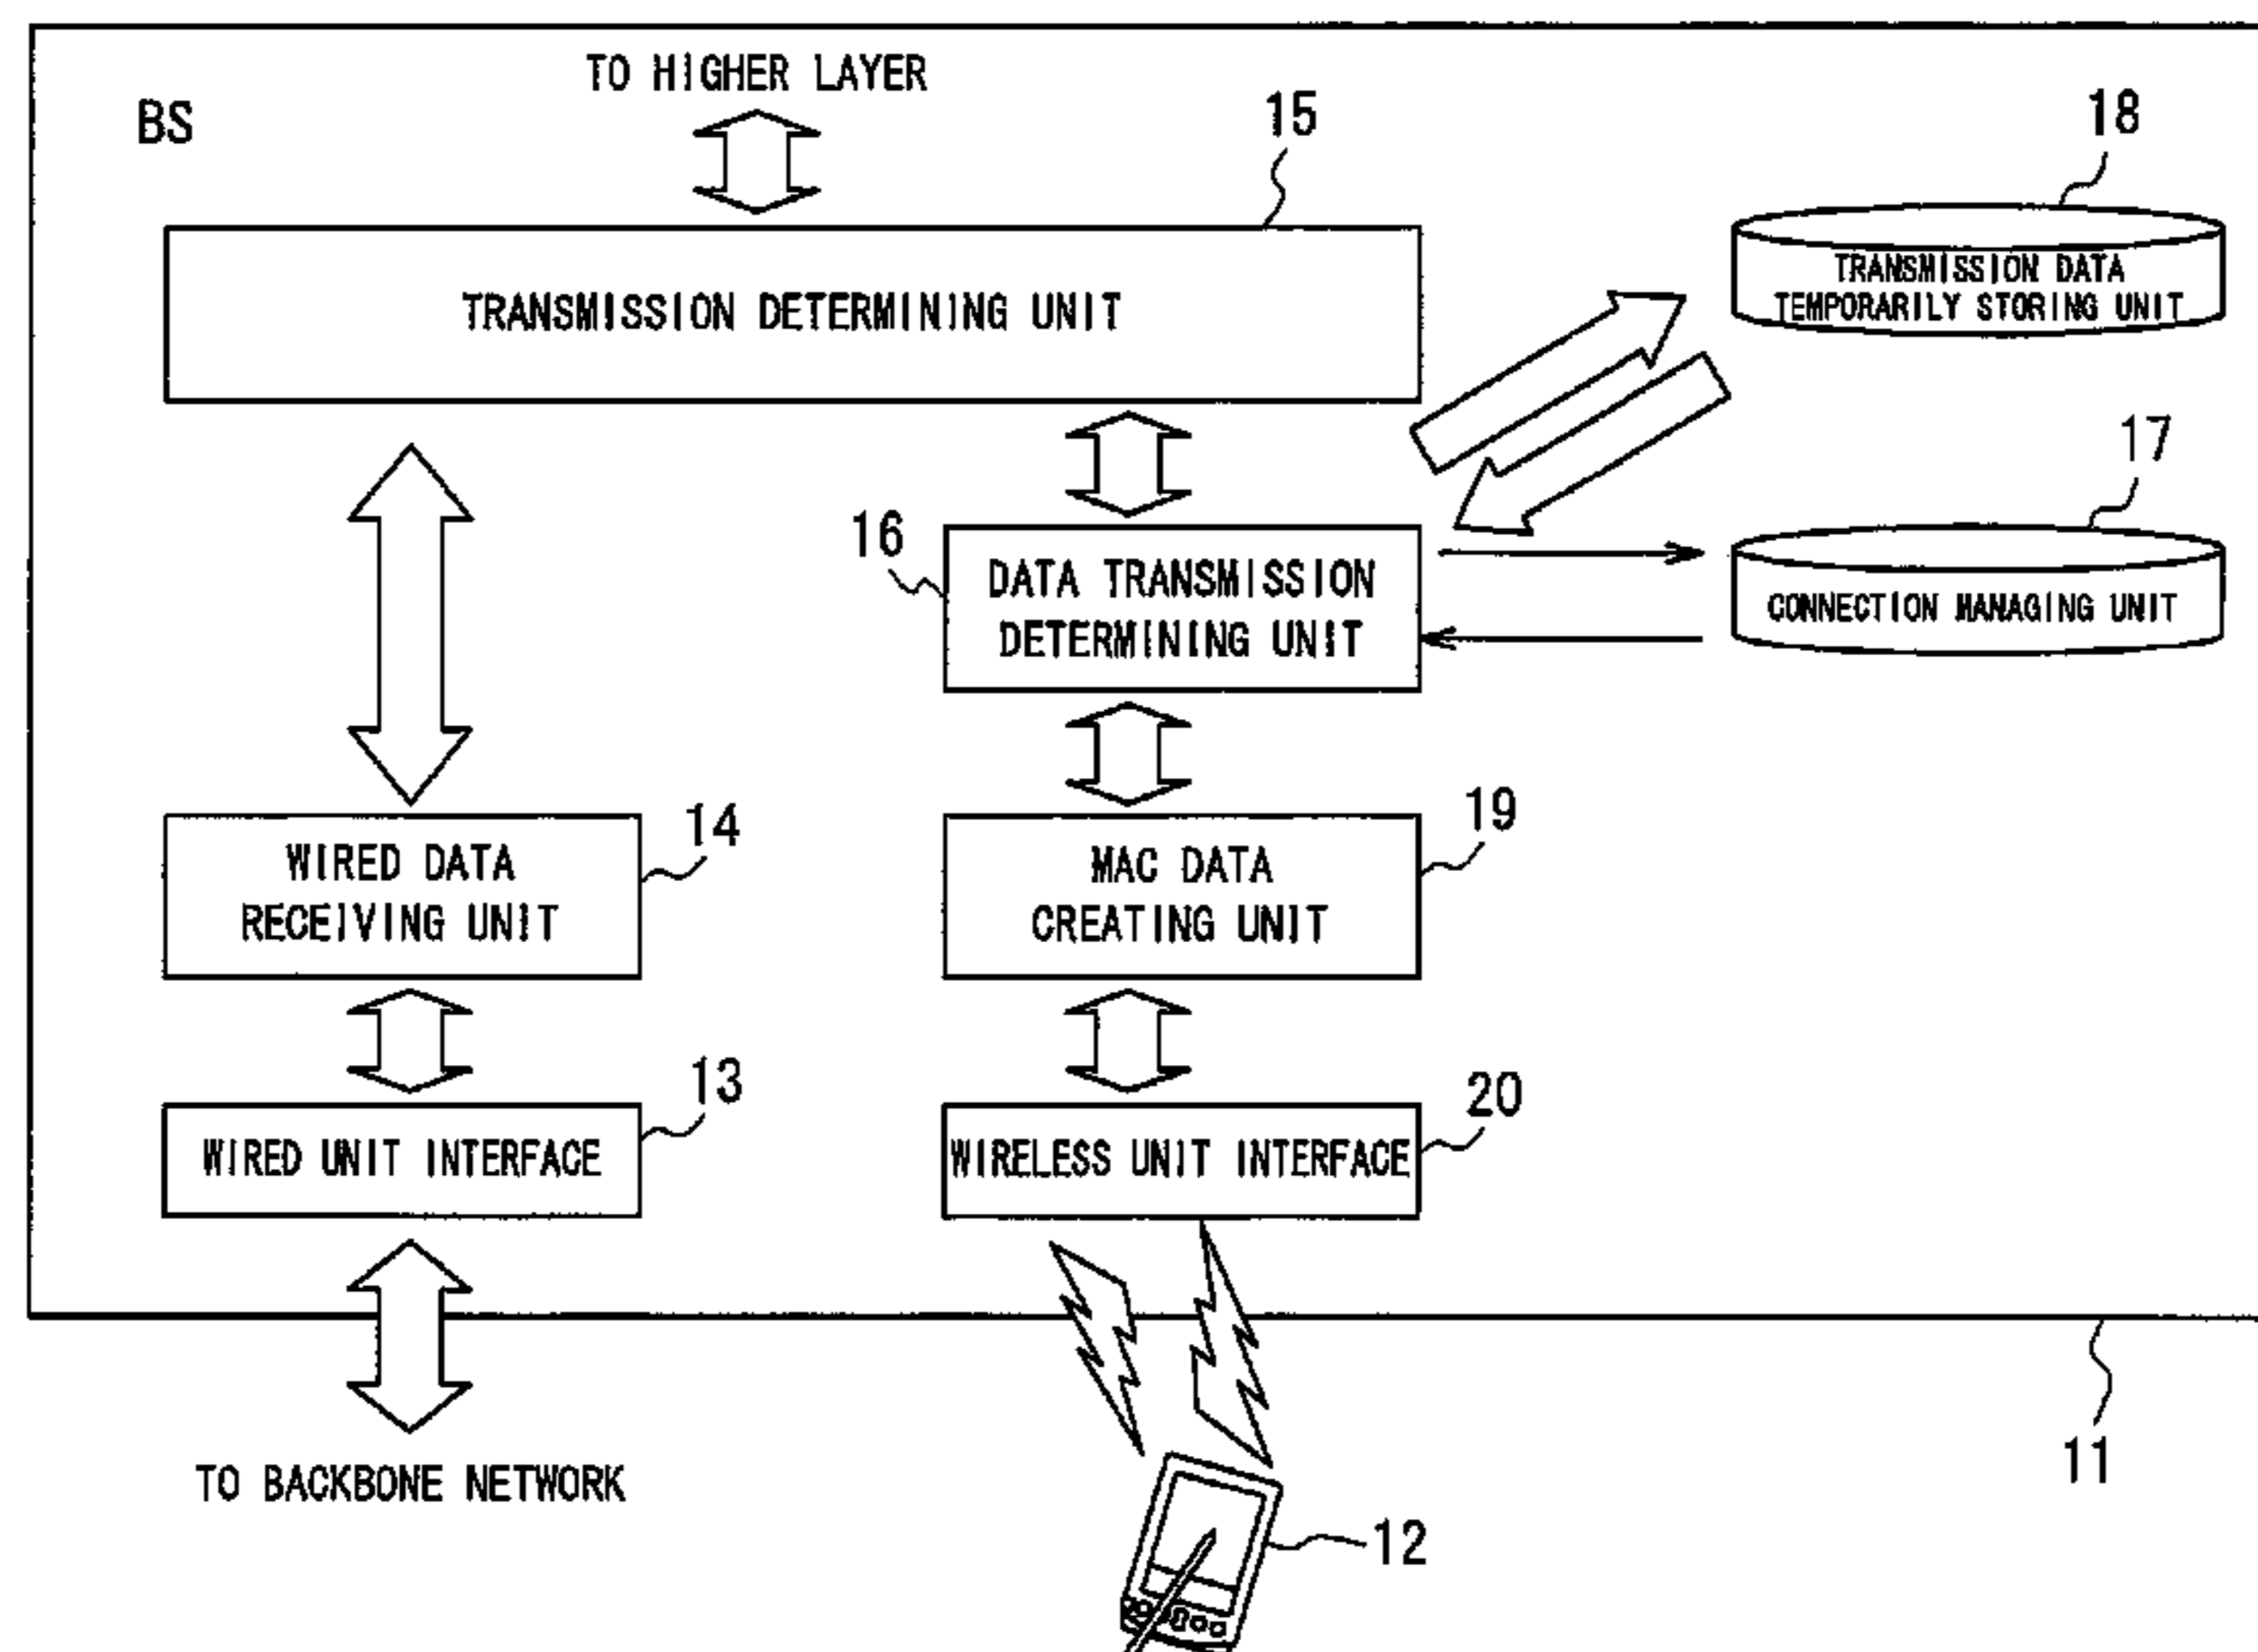 TO HIGHER LAYER
BS
15
18
TRANSMISSION DETERMINING UNIT
TRANSMISSION DATA
TEMPORARILY STORING UNIT
17
16
DATA TRANSMISSION
DETERMINING UNIT
CONNECTION MANAGING UNIT
14
WIRED DATA
RECEIVING UNIT
19
MAC DATA
CREATING UNIT
13
WIRED UNIT INTERFACE
20
WIRELESS UNIT INTERFACE
11
TO BACKBONE NETWORK
12